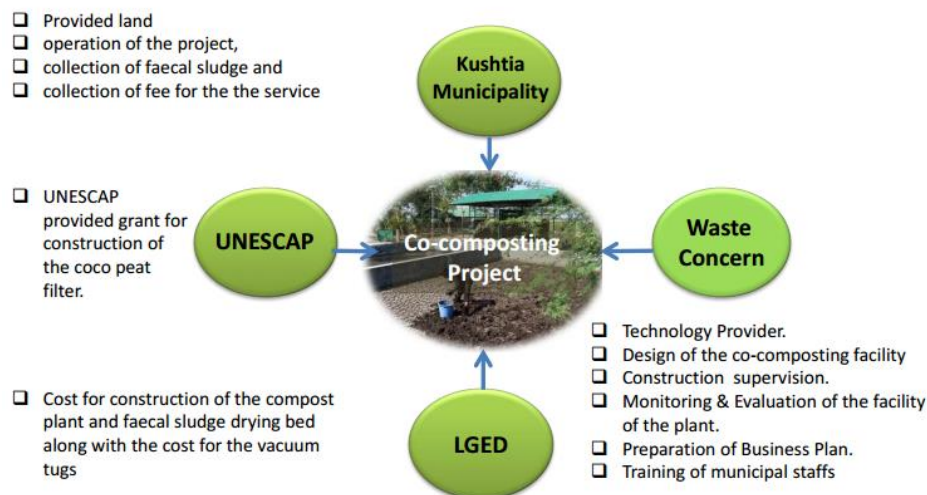 ❑ Provided land
❑ operation of the project,
❑ collection of faecal sludge and
❑ collection of fee for the the service
Kushtia
Municipality
❑ UNESCAP
provided grant for
construction of
the coco peat
filter.
UNESCAP
Co-composting
Project
Waste
Concern
❑ Technology Provider.
❑ Design of the co-composting facility
❑ Construction supervision.
❑ Monitoring & Evaluation of the facility
of the plant.
❑ Preparation of Business Plan.
❑ Training of municipal staffs
❑ Cost for construction of the compost
plant and faecal sludge drying bed
along with the cost for the vacuum
tugs
LGED